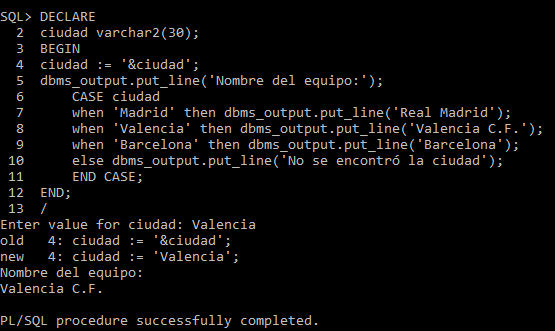 SQL> DECLARE
  2  ciudad varchar2(30);
  3  BEGIN
  4  ciudad := '&ciudad';
  5  dbms_output.put_line('Nombre del equipo:');
  6      CASE ciudad
  7      when 'Madrid' then dbms_output.put_line('Real Madrid');
  8      when 'Valencia' then dbms_output.put_line('Valencia C.F.');
  9      when 'Barcelona' then dbms_output.put_line('Barcelona');
 10      else dbms_output.put_line('No se encontró la ciudad');
 11      END CASE;
 12  END;
 13  /
Enter value for ciudad: Valencia
old   4: ciudad := '&ciudad';
new   4: ciudad := 'Valencia';
Nombre del equipo:
Valencia C.F.
PL/SQL procedure successfully completed.